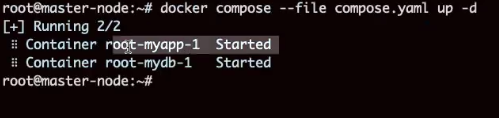 root@master-node:~# docker compose --file compose.yaml up -d
[+] Running 2/2
⠿ Container root-myapp-1  Started
⠿ Container root-mydb-1   Started
root@master-node:~#